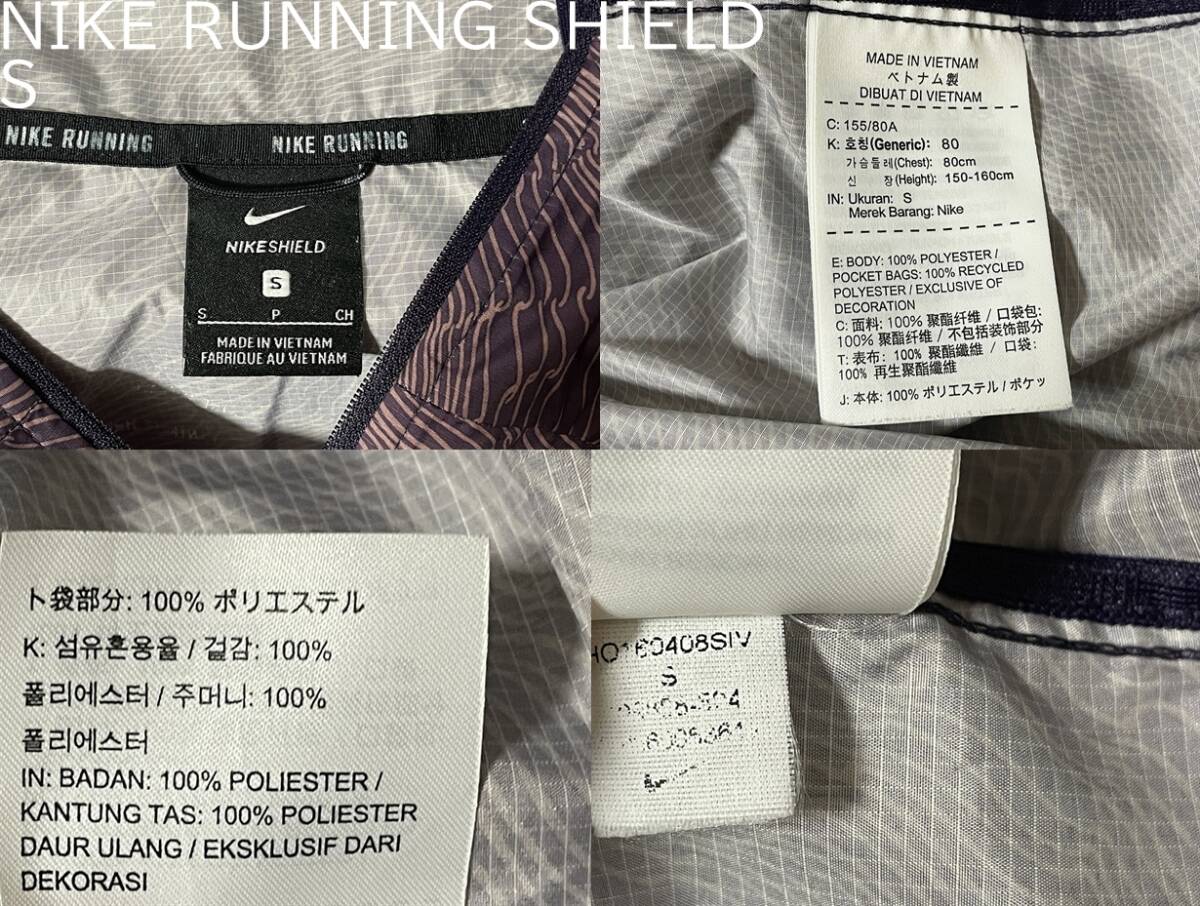 NIKE RUNNING SHIELD
S
NIKE RUNNING
NIKE RUNNING
NIKESHIELD
S
S P CH
MADE IN VIETNAM
FABRIQUE AU VIETNAM
MADE IN VIETNAM
ベトナム製
DIBUAT DI VIETNAM
C: 155/80A
K: 호칭(Generic): 80
가슴둘레(Chest): 80cm
신 장(Height): 150-160cm
IN: Ukuran: S
Merek Barang: Nike
E: BODY: 100% POLYESTER /
POCKET BAGS: 100% RECYCLED
POLYESTER / EXCLUSIVE OF
DECORATION
C: 面料: 100% 聚酯纤维 / 口袋包:
100% 聚酯纤维 / 不包括装饰部分
T: 表布: 100% 聚酯纖維 / 口袋:
100% 再生聚酯纖維
J: 本体: 100% ポリエステル / ポケッ
ト袋部分: 100% ポリエステル
K: 섬유혼용율 / 겉감: 100%
폴리에스터 / 주머니: 100%
폴리에스터
IN: BADAN: 100% POLIESTER /
KANTUNG TAS: 100% POLIESTER
DAUR ULANG / EKSKLUSIF DARI
DEKORASI
HO160408SIV
S